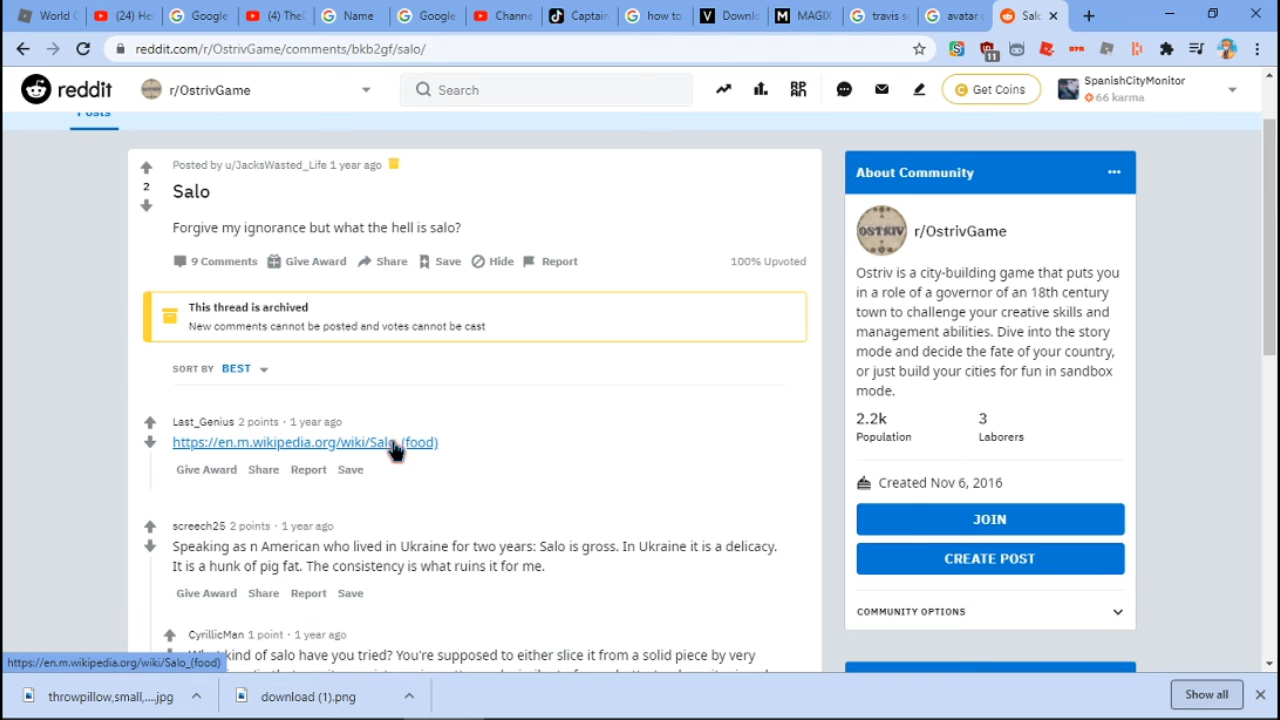 World C
(24) He
Google
(4) The
Name
Google
Channe
Captain
how to
Downlo
MAGIX
travis s
avatar
Salo
reddit.com/r/OstrivGame/comments/bkb2gf/salo/
11
reddit
r/OstrivGame
Search
Get Coins
SpanishCityMonitor
66 karma
Posts
Posted by u/JacksWasted_Life 1 year ago
2
Salo
Forgive my ignorance but what the hell is salo?
9 Comments Give Award Share Save Hide Report 100% Upvoted
This thread is archived
New comments cannot be posted and votes cannot be cast
SORT BY BEST
Last_Genius 2 points · 1 year ago
https://en.m.wikipedia.org/wiki/Salo_(food)
Give Award Share Report Save
screech25 2 points · 1 year ago
Speaking as n American who lived in Ukraine for two years: Salo is gross. In Ukraine it is a delicacy.
It is a hunk of pig fat. The consistency is what ruins it for me.
Give Award Share Report Save
CyrillicMan 1 point · 1 year ago
What kind of salo have you tried? You're supposed to either slice it from a solid piece by very
About Community
OSTRIV
r/OstrivGame
Ostriv is a city-building game that puts you
in a role of a governor of an 18th century
town to challenge your creative skills and
management abilities. Dive into the story
mode and decide the fate of your country,
or just build your cities for fun in sandbox
mode.
2.2k 3
Population Laborers
Created Nov 6, 2016
JOIN
CREATE POST
COMMUNITY OPTIONS
https://en.m.wikipedia.org/wiki/Salo_(food)
throwpillow,small,....jpg
download (1).png
Show all